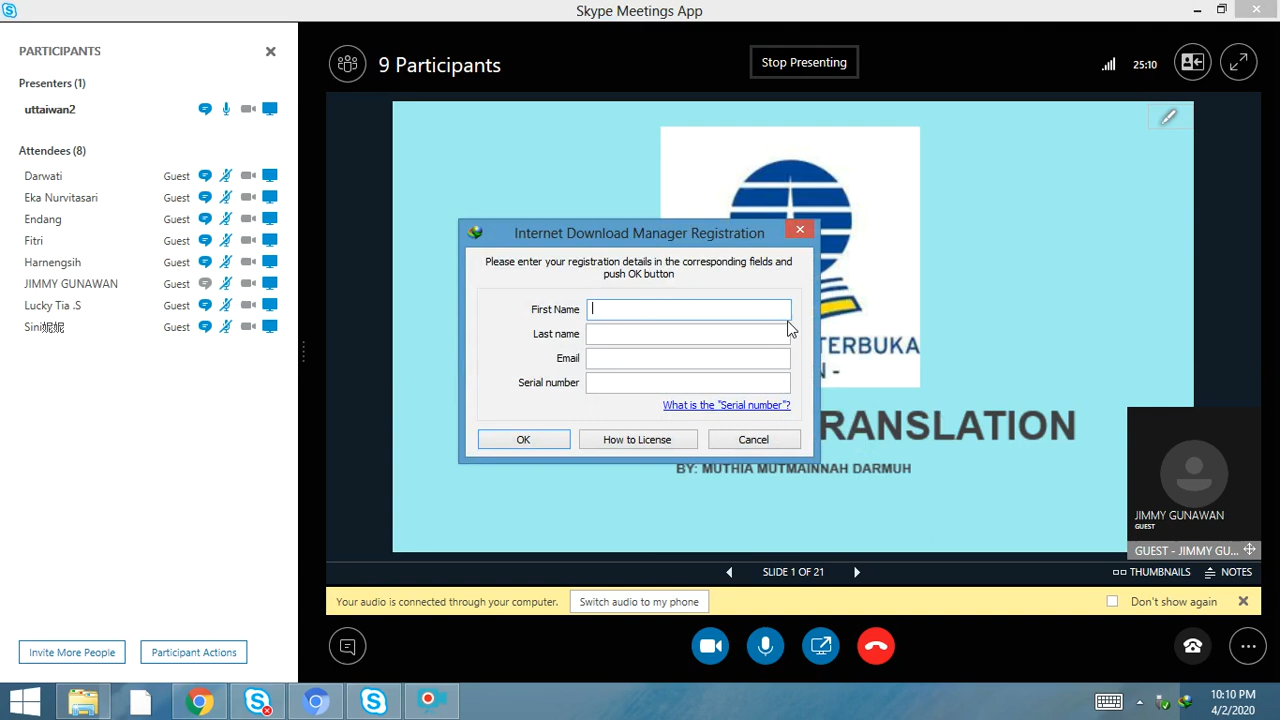 Skype Meetings App
PARTICIPANTS
Presenters (1)
uttaiwan2
Attendees (8)
Darwati Guest
Eka Nurvitasari Guest
Endang Guest
Fitri Guest
Harnengsih Guest
JIMMY GUNAWAN Guest
Lucky Tia .S Guest
Sini妮妮 Guest
Invite More People
Participant Actions
9 Participants
Stop Presenting
25:10
Internet Download Manager Registration
Please enter your registration details in the corresponding fields and
push OK button
First Name
Last name
Email
Serial number
What is the "Serial number"?
OK
How to License
Cancel
TERBUKA
-
RANSLATION
BY: MUTHIA MUTMAINNAH DARMUH
JIMMY GUNAWAN
GUEST
GUEST - JIMMY GU...
SLIDE 1 OF 21
THUMBNAILS
NOTES
Your audio is connected through your computer.
Switch audio to my phone
Don't show again
10:10 PM
4/2/2020